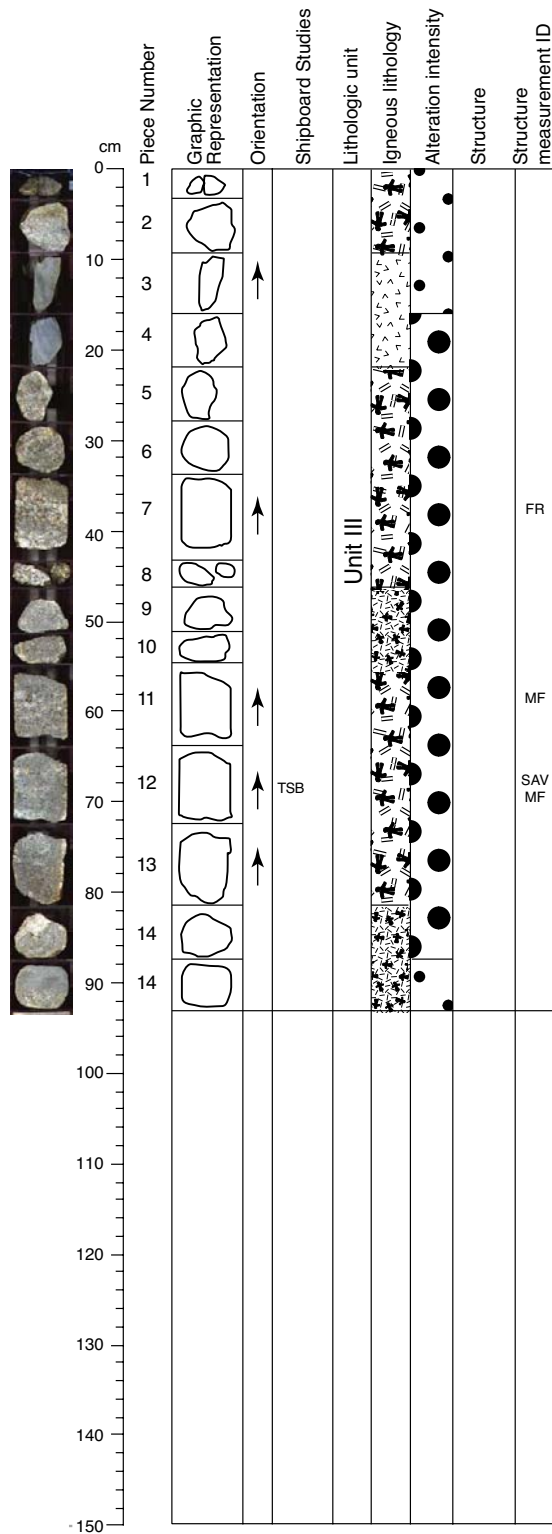 cm
Piece Number
Graphic
Representation
Orientation
Shipboard Studies
Lithologic unit
Igneous lithology
Alteration intensity
Structure
Structure
measurement ID
0
1
2
10
3
4
20
5
30
6
7
FR
40
Unit III
8
9
50
10
11
MF
60
12
TSB
SAV
MF
70
13
80
14
14
90
100
110
120
130
140
150